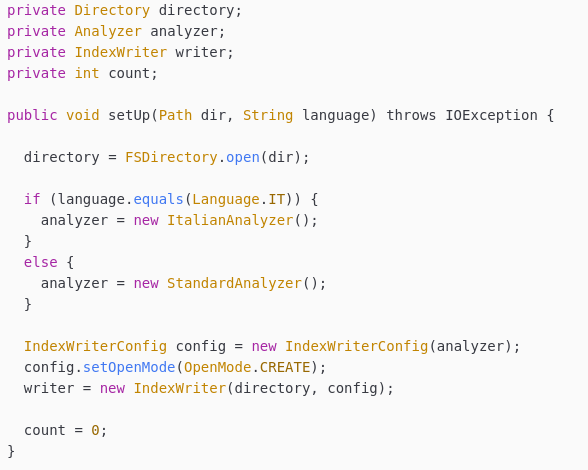 private Directory directory;
private Analyzer analyzer;
private IndexWriter writer;
private int count;

public void setUp(Path dir, String language) throws IOException {

  directory = FSDirectory.open(dir);

  if (language.equals(Language.IT)) {
    analyzer = new ItalianAnalyzer();
  }
  else {
    analyzer = new StandardAnalyzer();
  }

  IndexWriterConfig config = new IndexWriterConfig(analyzer);
  config.setOpenMode(OpenMode.CREATE);
  writer = new IndexWriter(directory, config);

  count = 0;
}